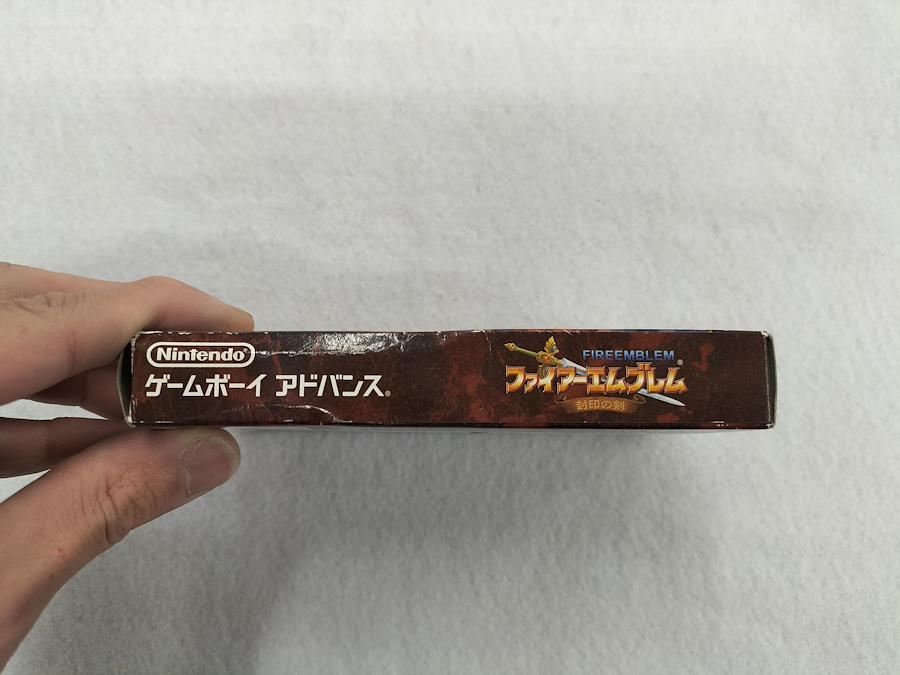 Nintendo®
ゲームボーイ アドバンス®
FIREEMBLEM®
ファイアーエムブレム
封印の剣